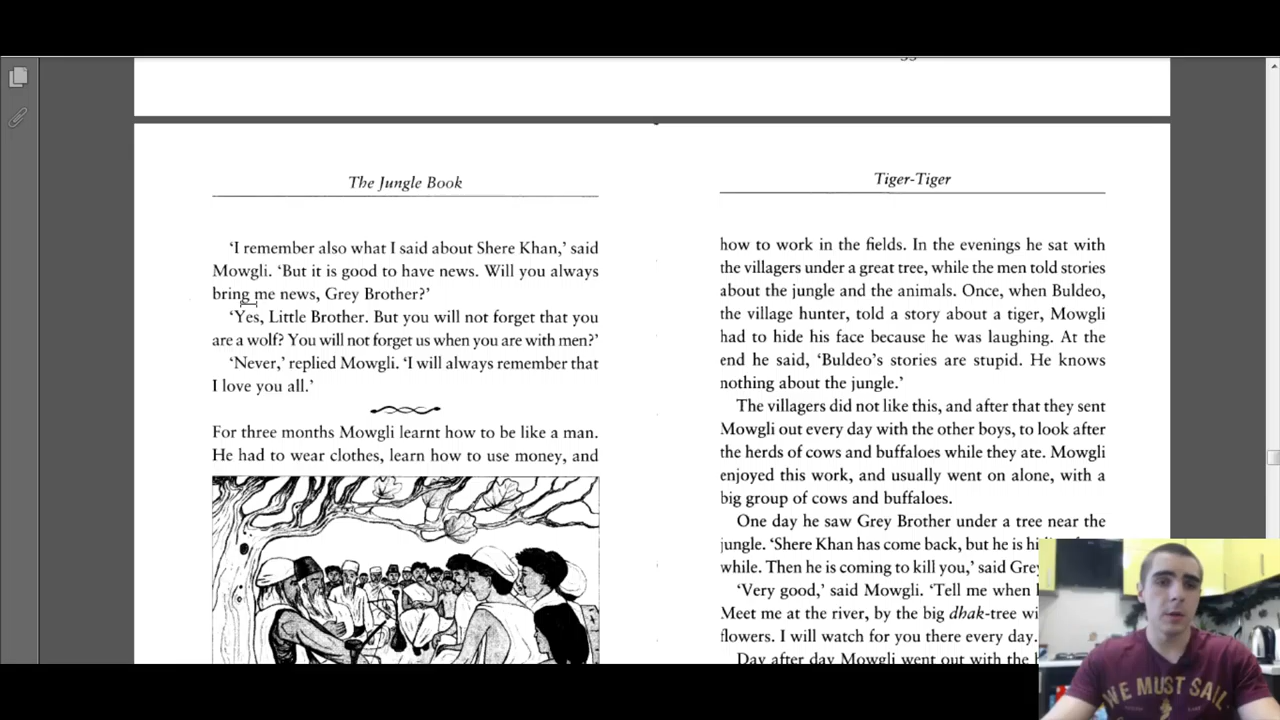 The Jungle Book
'I remember also what I said about Shere Khan,' said
Mowgli. 'But it is good to have news. Will you always
bring me news, Grey Brother?'
'Yes, Little Brother. But you will not forget that you
are a wolf? You will not forget us when you are with men?'
'Never,' replied Mowgli. 'I will always remember that
I love you all.'
For three months Mowgli learnt how to be like a man.
He had to wear clothes, learn how to use money, and
Tiger-Tiger
how to work in the fields. In the evenings he sat with
the villagers under a great tree, while the men told stories
about the jungle and the animals. Once, when Buldeo,
the village hunter, told a story about a tiger, Mowgli
had to hide his face because he was laughing. At the
end he said, 'Buldeo's stories are stupid. He knows
nothing about the jungle.'
The villagers did not like this, and after that they sent
Mowgli out every day with the other boys, to look after
the herds of cows and buffaloes while they ate. Mowgli
enjoyed this work, and usually went on alone, with a
big group of cows and buffaloes.
One day he saw Grey Brother under a tree near the
jungle. 'Shere Khan has come back, but he is
while. Then he is coming to kill you,' said Grey
'Very good,' said Mowgli. 'Tell me when
Meet me at the river, by the big dhak-tree
flowers. I will watch for you there every day.
Day after day Mowgli went out with the
WE MUST SAIL